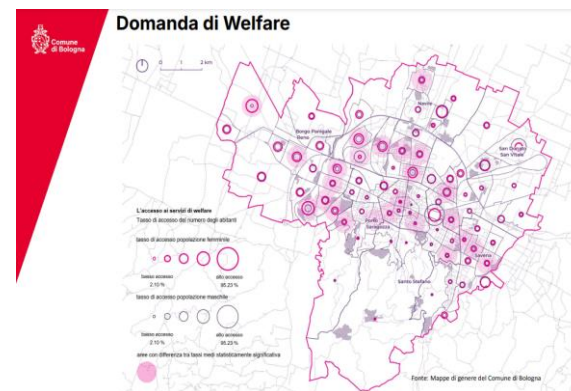 Comune
di Bologna
Domanda di Welfare
0 1 2 km
Navile
Borgo Panigale
Reno
San Donato
San Vitale
Porto
Saragozza
Savena
Santo Stefano
L'accesso ai servizi di welfare
Tasso di accesso del numero degli abitanti
tasso di accesso popolazione femminile
basso accesso alto accesso
2.10 % 85.23 %
tasso di accesso popolazione maschile
basso accesso alto accesso
2.10 % 85.23 %
aree con differenza tra tassi medi statisticamente significativa
Fonte: Mappe di genere del Comune di Bologna